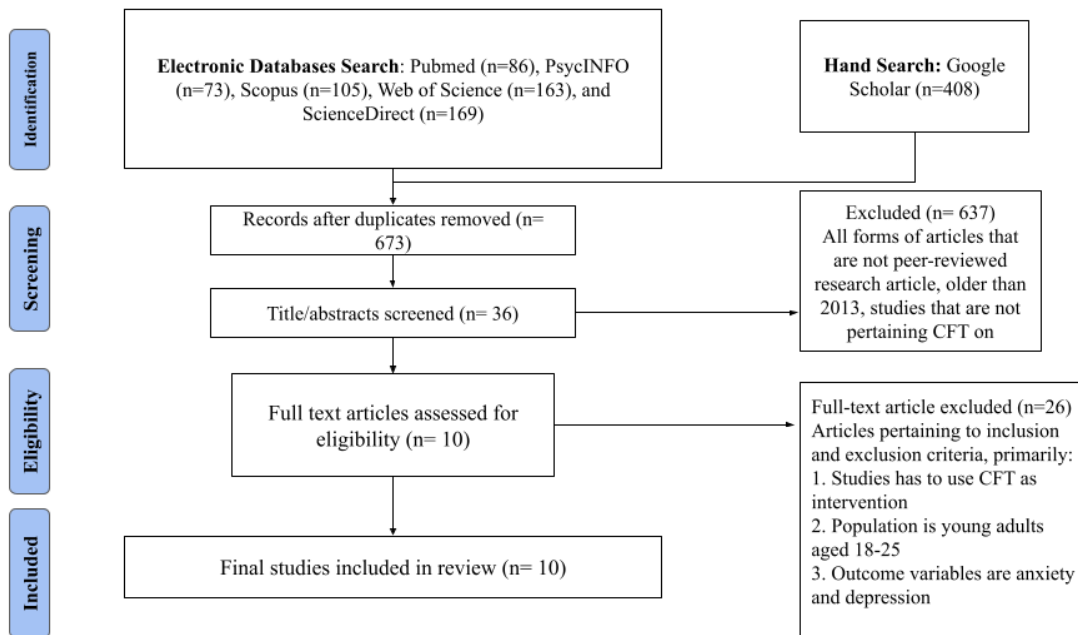 Identification
Electronic Databases Search: Pubmed (n=86), PsycINFO
(n=73), Scopus (n=105), Web of Science (n=163), and
ScienceDirect (n=169)
Hand Search: Google
Scholar (n=408)
Screening
Records after duplicates removed (n=
673)
Title/abstracts screened (n= 36)
Excluded (n= 637)
All forms of articles that
are not peer-reviewed
research article, older than
2013, studies that are not
pertaining CFT on
Eligibility
Full text articles assessed for
eligibility (n= 10)
Full-text article excluded (n=26)
Articles pertaining to inclusion
and exclusion criteria, primarily:
1. Studies has to use CFT as
intervention
2. Population is young adults
aged 18-25
3. Outcome variables are anxiety
and depression
Included
Final studies included in review (n= 10)